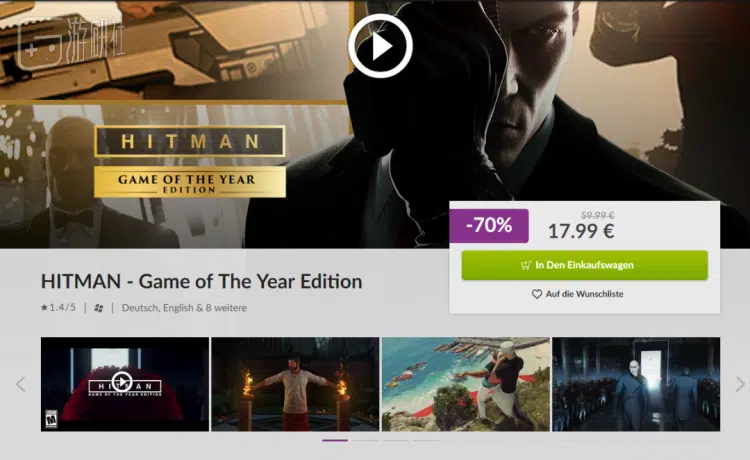 游研社
HITMAN
GAME OF THE YEAR
EDITION
-70%
59.99 €
17.99 €
In Den Einkaufswagen
Auf die Wunschliste
HITMAN - Game of The Year Edition
1.4/5 | | Deutsch, English & 8 weitere
HITMAN
GAME OF THE YEAR EDITION
M